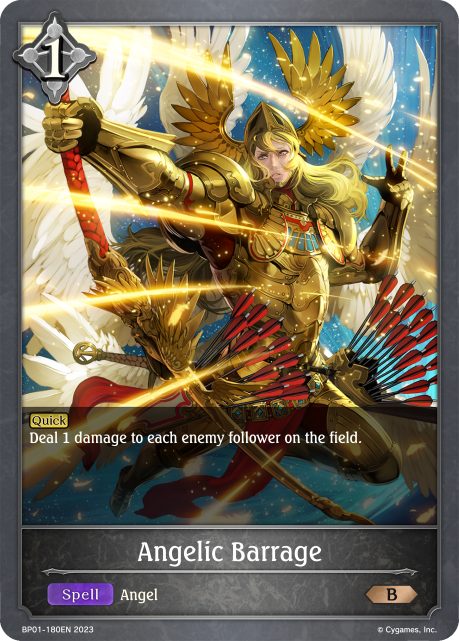 1
Quick
Deal 1 damage to each enemy follower on the field.
Angelic Barrage
Spell Angel B
BP01-180EN 2023 © Cygames, Inc.